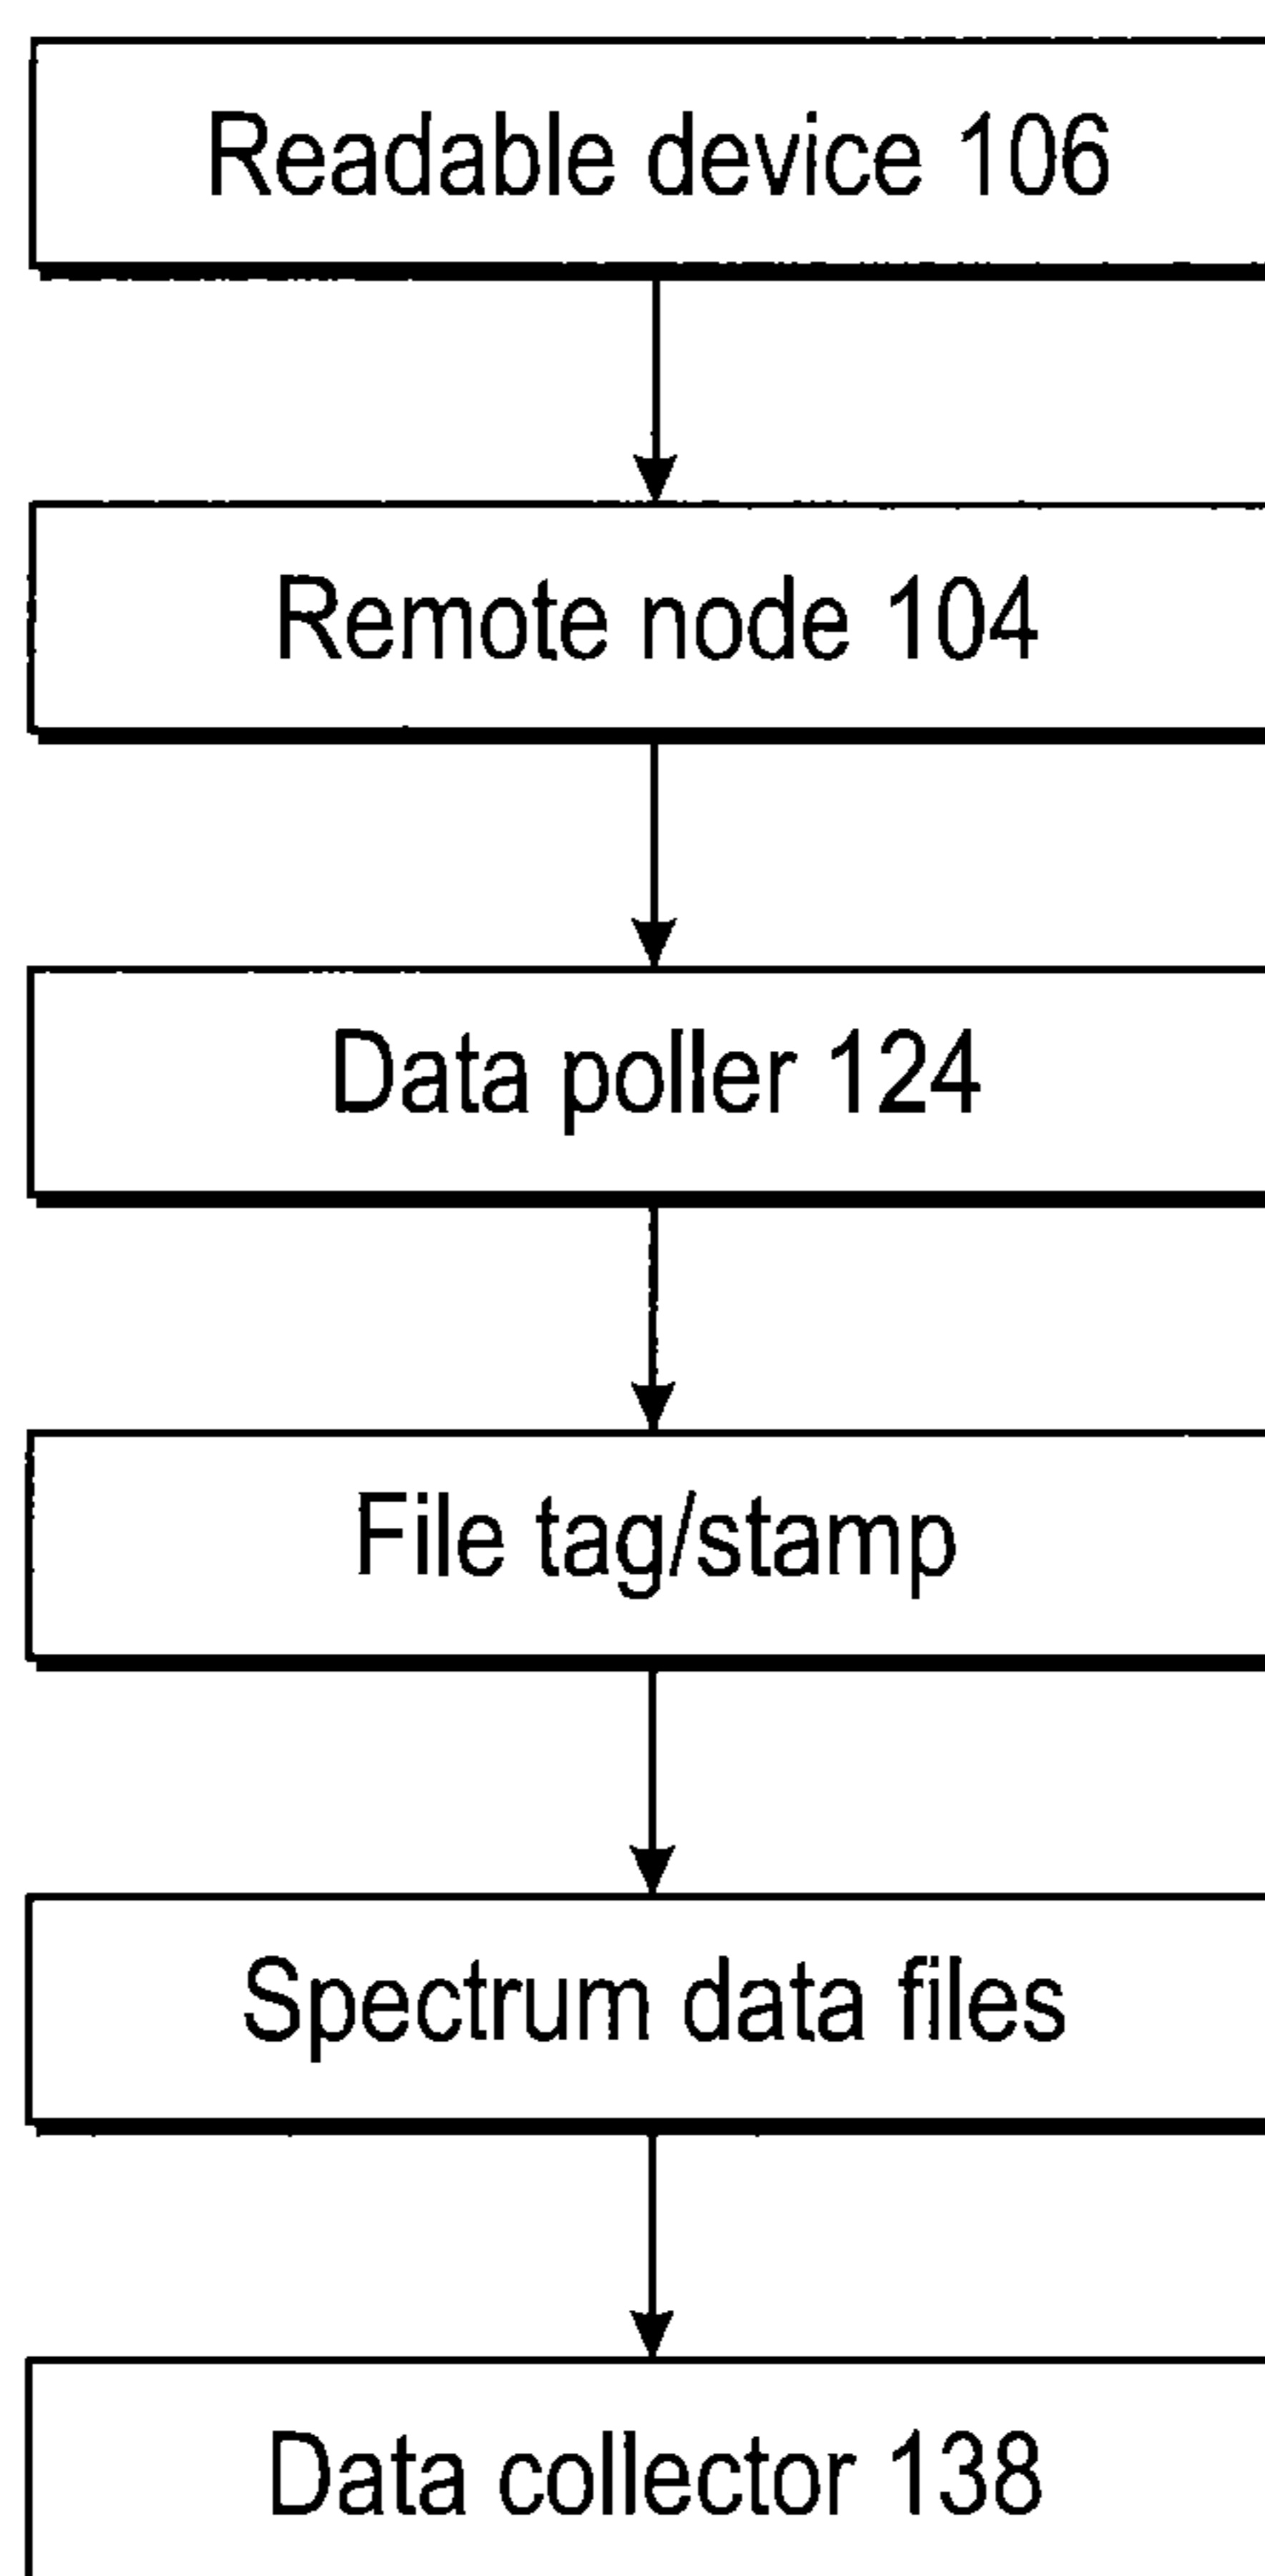 Readable device 106
Remote node 104
Data poller 124
File tag/stamp
Spectrum data files
Data collector 138